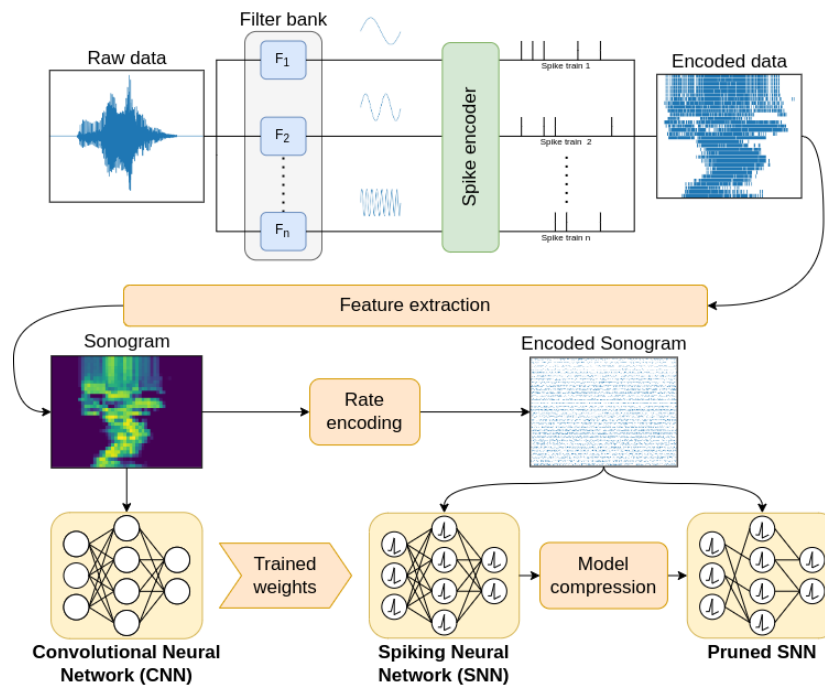 Filter bank
Raw data
Encoded data
F1
Spike train 1
F2
Spike encoder
Spike train 2
Fn
Spike train n
Feature extraction
Sonogram
Encoded Sonogram
Rate
encoding
Trained
weights
Model
compression
Convolutional Neural
Network (CNN)
Spiking Neural
Network (SNN)
Pruned SNN